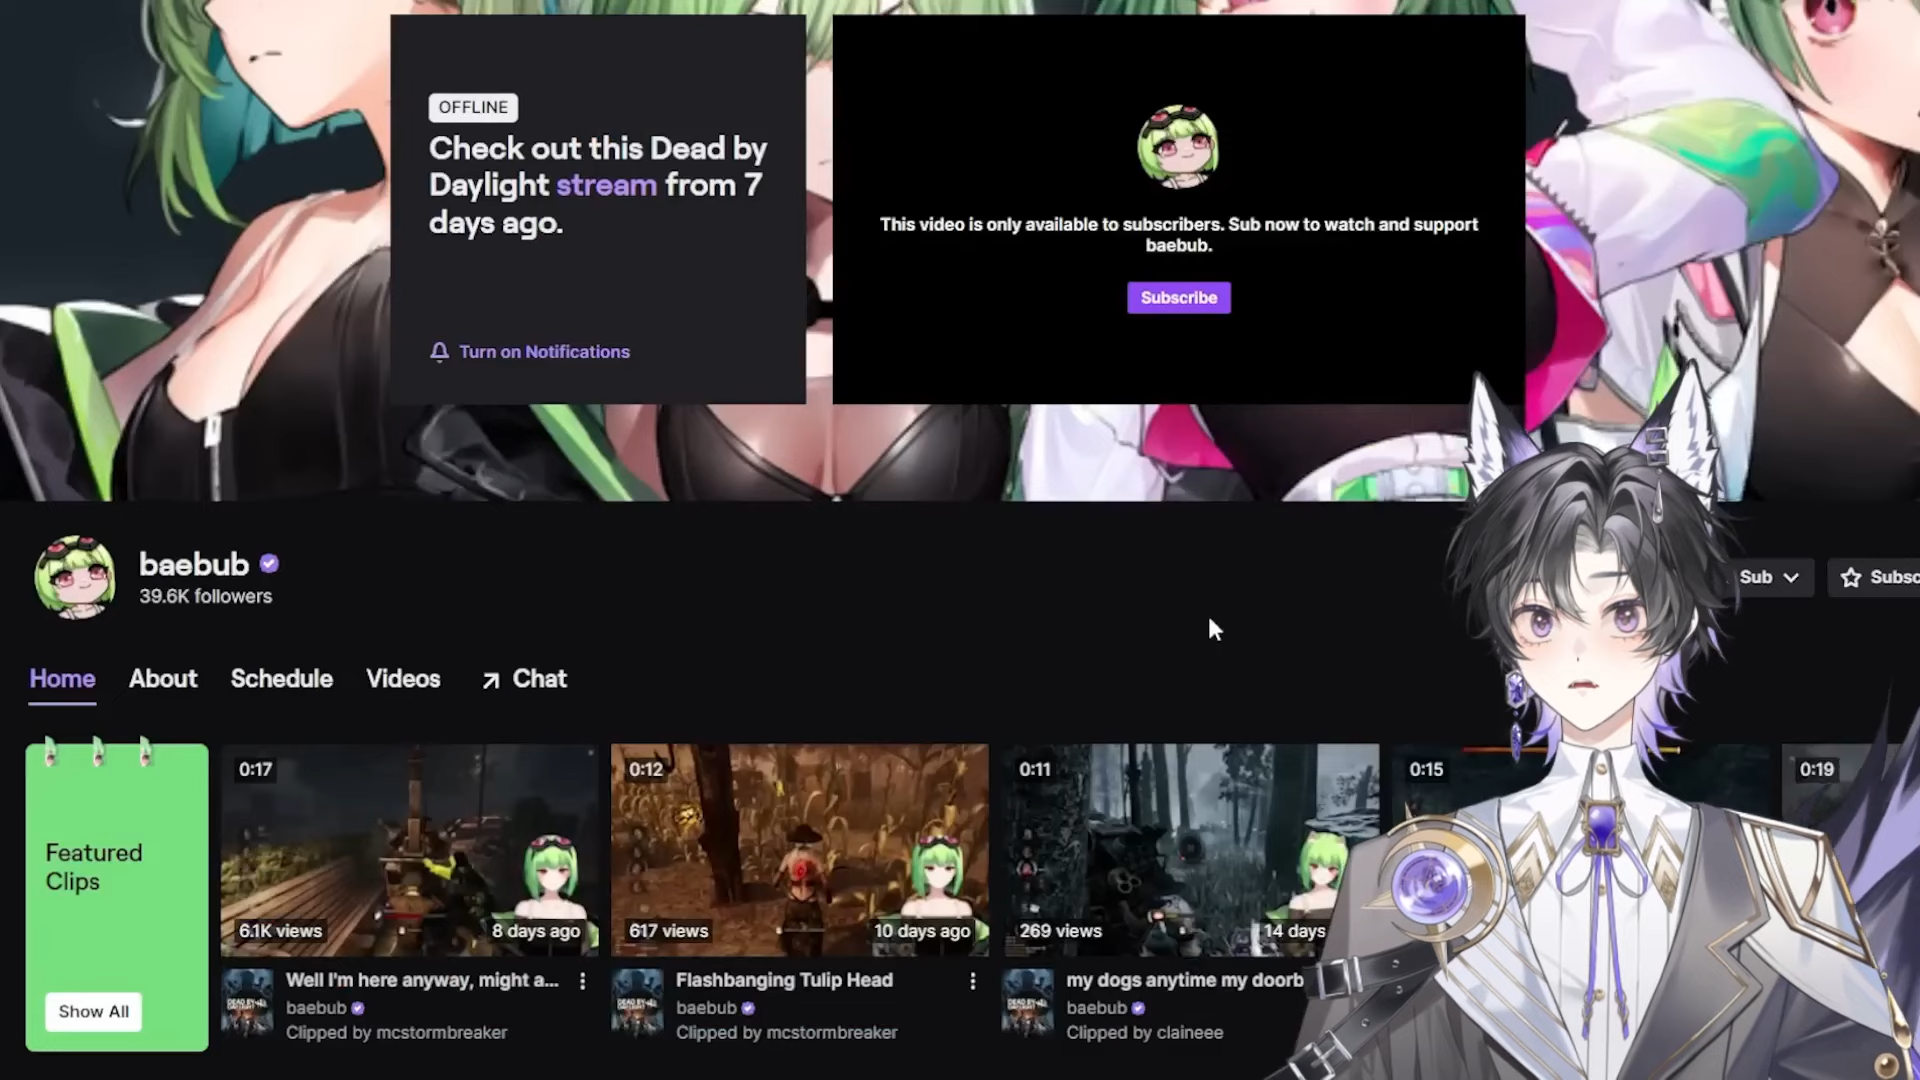 OFFLINE
Check out this Dead by
Daylight stream from 7
days ago.
Turn on Notifications
This video is only available to subscribers. Sub now to watch and support
baebub.
Subscribe
baebub
39.6K followers
Sub
Subsc
Home
About
Schedule
Videos
Chat
Featured
Clips
Show All
0:17
6.1K views
8 days ago
Well I'm here anyway, might a...
baebub
Clipped by mcstormbreaker
0:12
617 views
10 days ago
Flashbanging Tulip Head
baebub
Clipped by mcstormbreaker
0:11
269 views
14 days
my dogs anytime my doorb
baebub
Clipped by claineee
0:15
0:19